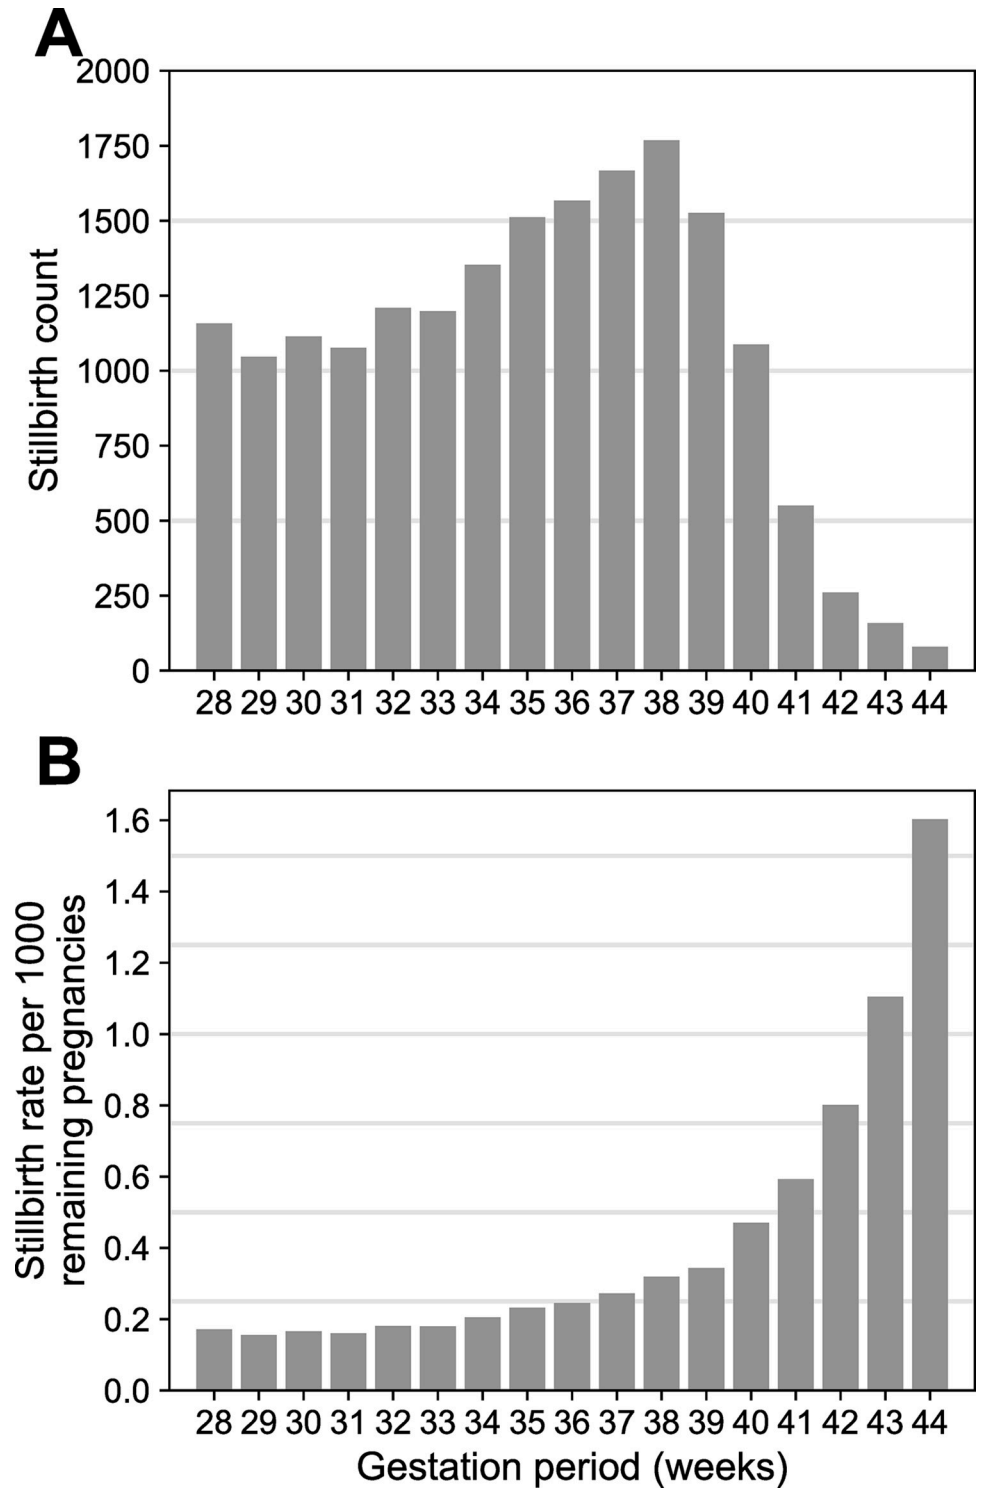 A
2000
1750
1500
1250
1000
750
500
250
0
Stillbirth count
28 29 30 31 32 33 34 35 36 37 38 39 40 41 42 43 44
B
1.6
1.4
1.2
1.0
0.8
0.6
0.4
0.2
0.0
Stillbirth rate per 1000
remaining pregnancies
28 29 30 31 32 33 34 35 36 37 38 39 40 41 42 43 44
Gestation period (weeks)